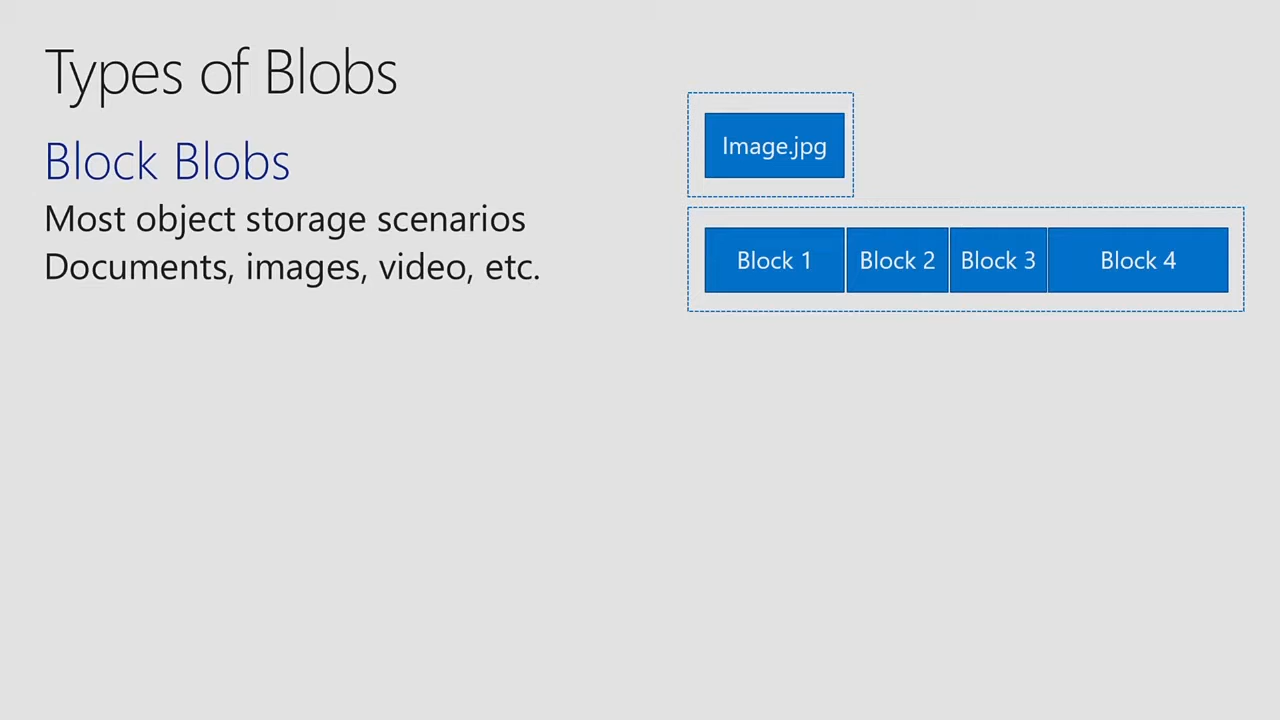 Types of Blobs
Block Blobs
Most object storage scenarios
Documents, images, video, etc.
Image.jpg
Block 1 Block 2 Block 3 Block 4